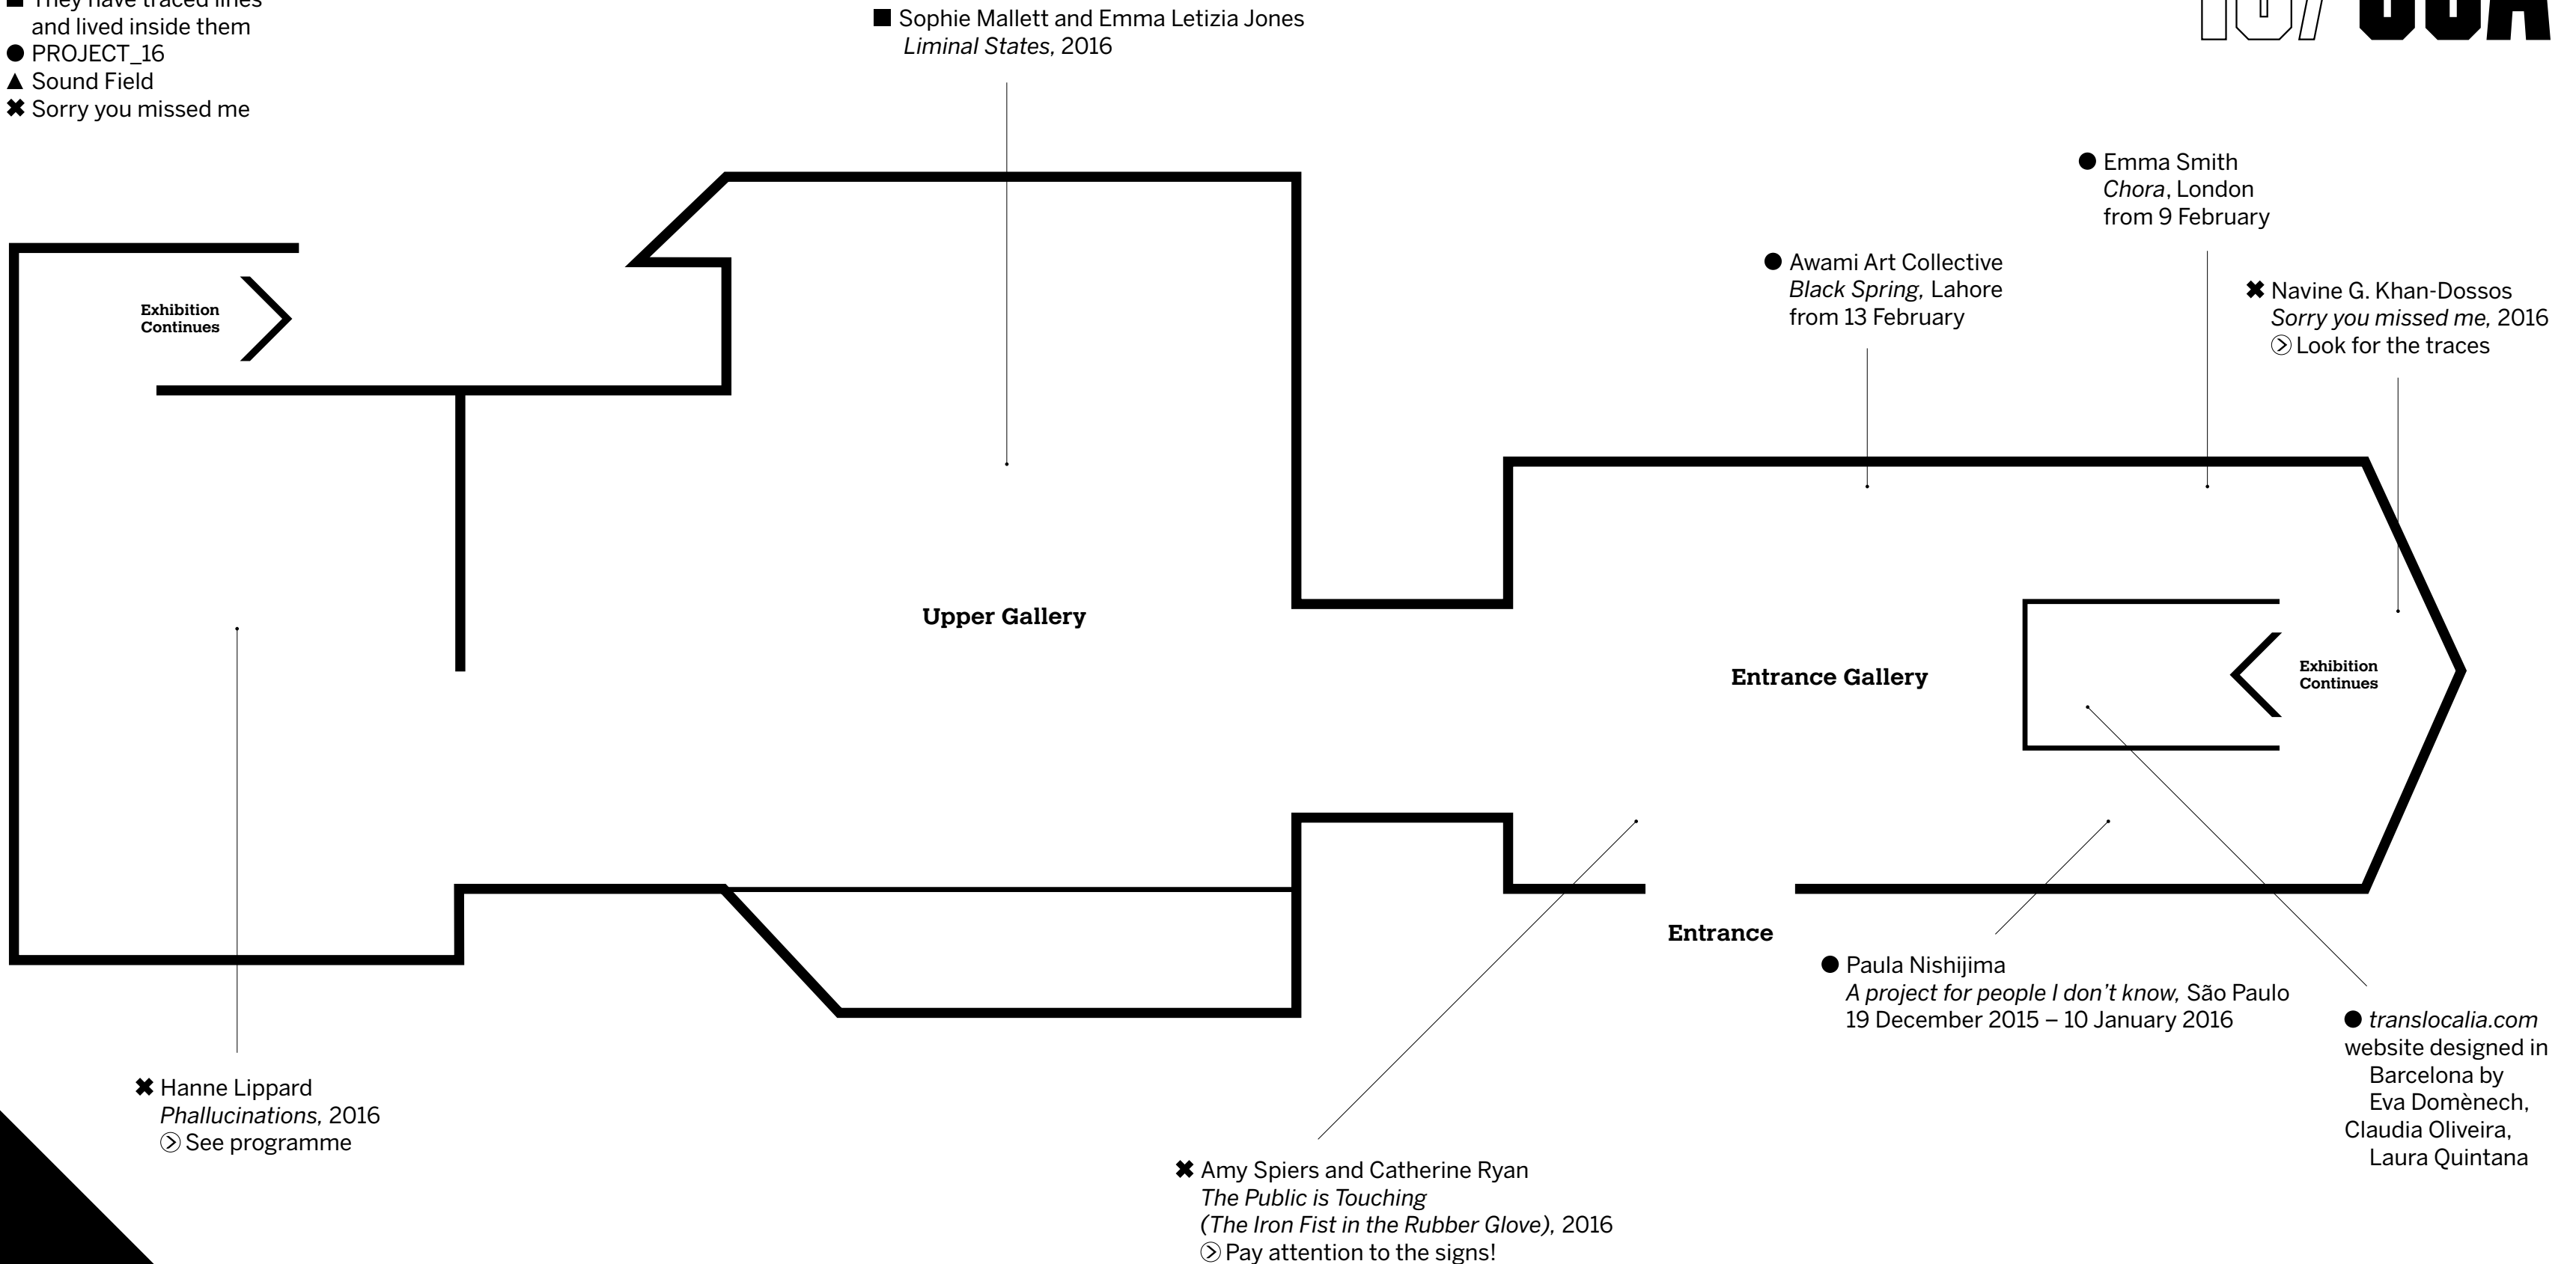 They have traced lines
and lived inside them
PROJECT_16
Sound Field
Sorry you missed me
Sophie Mallett and Emma Letizia Jones
Liminal States, 2016
Emma Smith
Chora, London
from 9 February
Awami Art Collective
Black Spring, Lahore
from 13 February
Navine G. Khan-Dossos
Sorry you missed me, 2016
Look for the traces
Exhibition
Continues
Upper Gallery
Entrance Gallery
Exhibition
Continues
Entrance
Paula Nishijima
A project for people I don’t know, São Paulo
19 December 2015 – 10 January 2016
translocalia.com
website designed in
Barcelona by
Eva Domènech,
Claudia Oliveira,
Laura Quintana
Hanne Lippard
Phallucinations, 2016
See programme
Amy Spiers and Catherine Ryan
The Public is Touching
(The Iron Fist in the Rubber Glove), 2016
Pay attention to the signs!